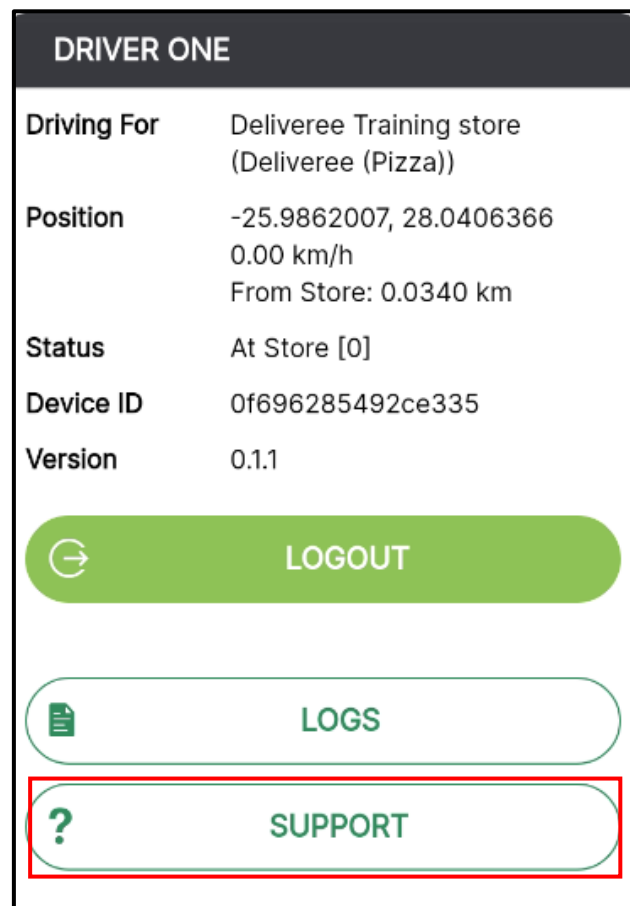 DRIVER ONE
Driving For Deliveree Training store
(Deliveree (Pizza))
Position -25.9862007, 28.0406366
0.00 km/h
From Store: 0.0340 km
Status At Store [0]
Device ID 0f696285492ce335
Version 0.1.1
LOGOUT
LOGS
? SUPPORT